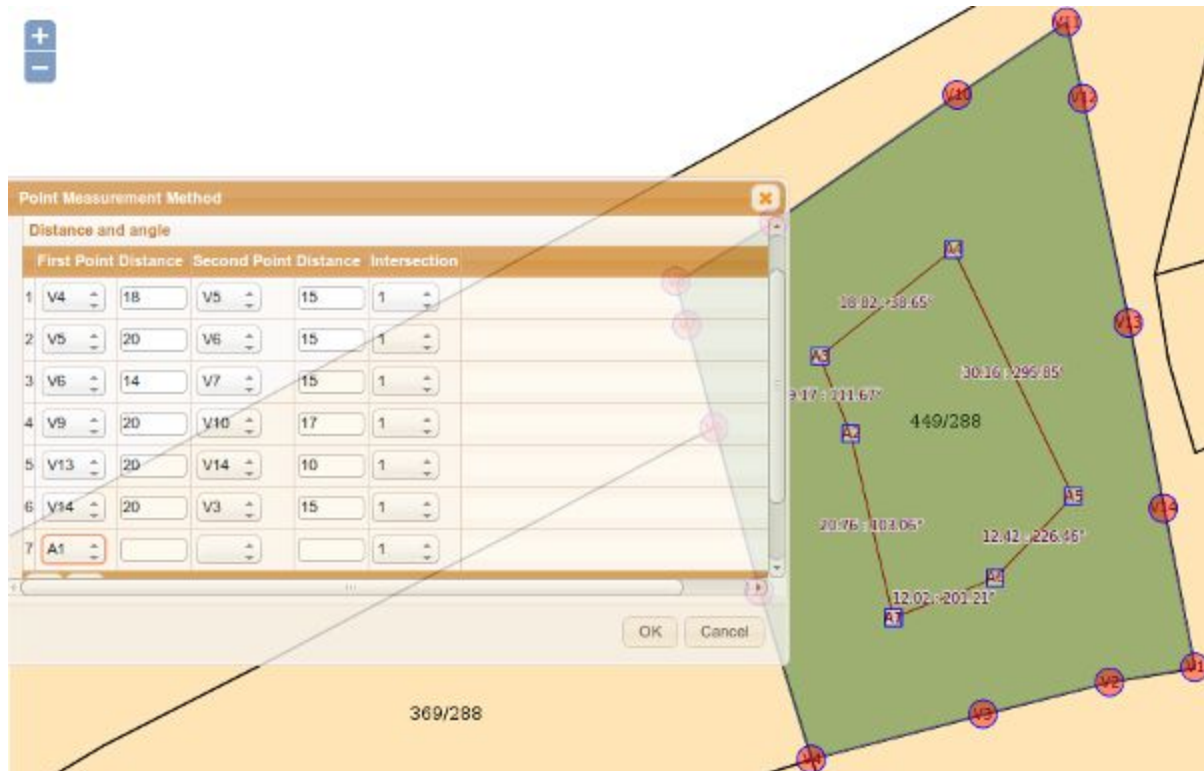 +
−
Point Measurement Method
Distance and angle
First Point Distance Second Point Distance Intersection
1 V4 18 V5 15 1
2 V5 20 V6 15 1
3 V6 14 V7 15 1
4 V9 20 V10 17 1
5 V13 20 V14 10 1
6 V14 20 V3 15 1
7 A1 1
OK Cancel
369/288
V11
V10
V12
A4
18.82 : 38.65°
V13
A3
30.16 : 295.85°
9.17 : 111.67°
449/288
A2
A5
V14
20.76 : 103.06°
12.42 : 226.46°
A6
12.02 : 201.21°
A7
V1
V2
V3
V4